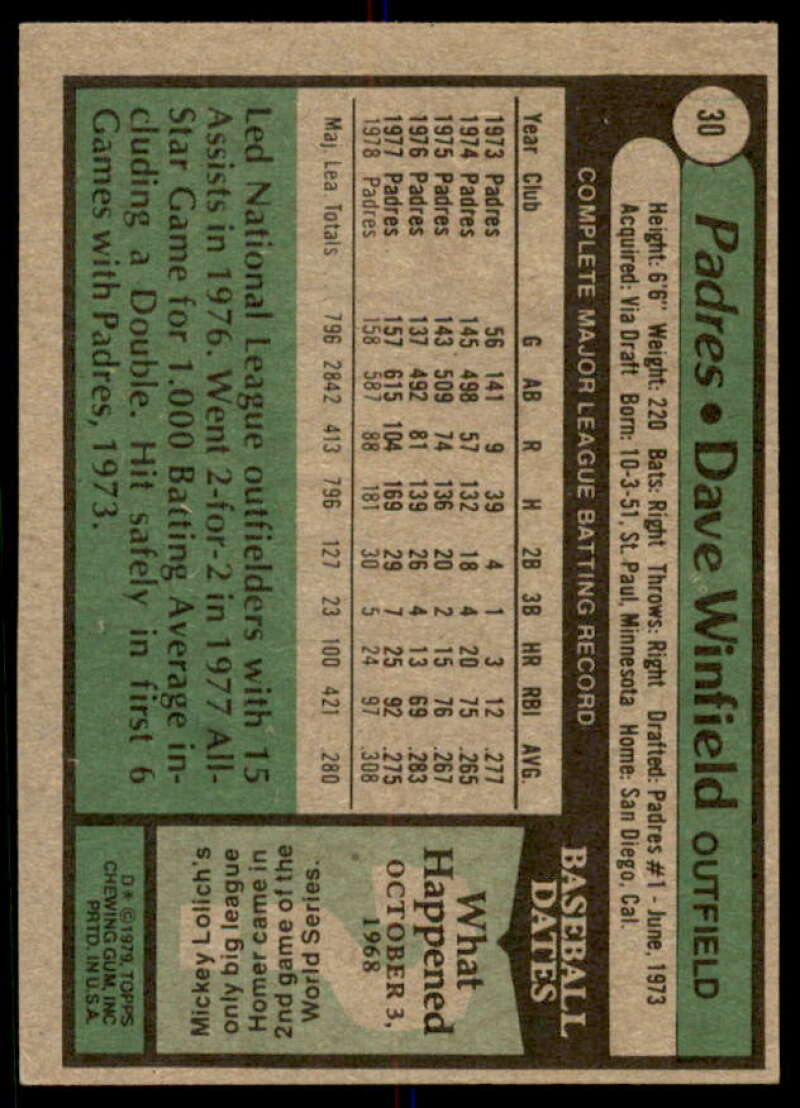 30
Padres • Dave Winfield OUTFIELD
Height: 6'6" Weight: 220 Bats: Right Throws: Right Drafted: Padres #1 - June, 1973
Acquired: Via Draft Born: 10-3-51, St. Paul, Minnesota Home: San Diego, Cal.
COMPLETE MAJOR LEAGUE BATTING RECORD
Year Club G AB R H 2B 3B HR RBI AVG.
1973 Padres 56 141 9 39 4 1 3 12 .277
1974 Padres 145 498 57 132 18 4 20 75 .265
1975 Padres 143 509 74 136 20 2 15 76 .267
1976 Padres 137 492 81 139 26 4 13 69 .283
1977 Padres 157 615 104 169 29 7 25 92 .275
1978 Padres 158 587 88 181 30 5 24 97 .308
Maj. Lea. Totals 796 2842 413 796 127 23 100 421 .280
Led National League outfielders with 15
Assists in 1976. Went 2-for-2 in 1977 All-
Star Game for 1.000 Batting Average in-
cluding a Double. Hit safely in first 6
Games with Padres, 1973.
BASEBALL
DATES
What
Happened
OCTOBER 3,
1968
Mickey Lolich's
only big league
Homer came in
2nd game of the
World Series.
D* © 1979, TOPPS
CHEWING GUM, INC
PRTD. IN U.S.A.